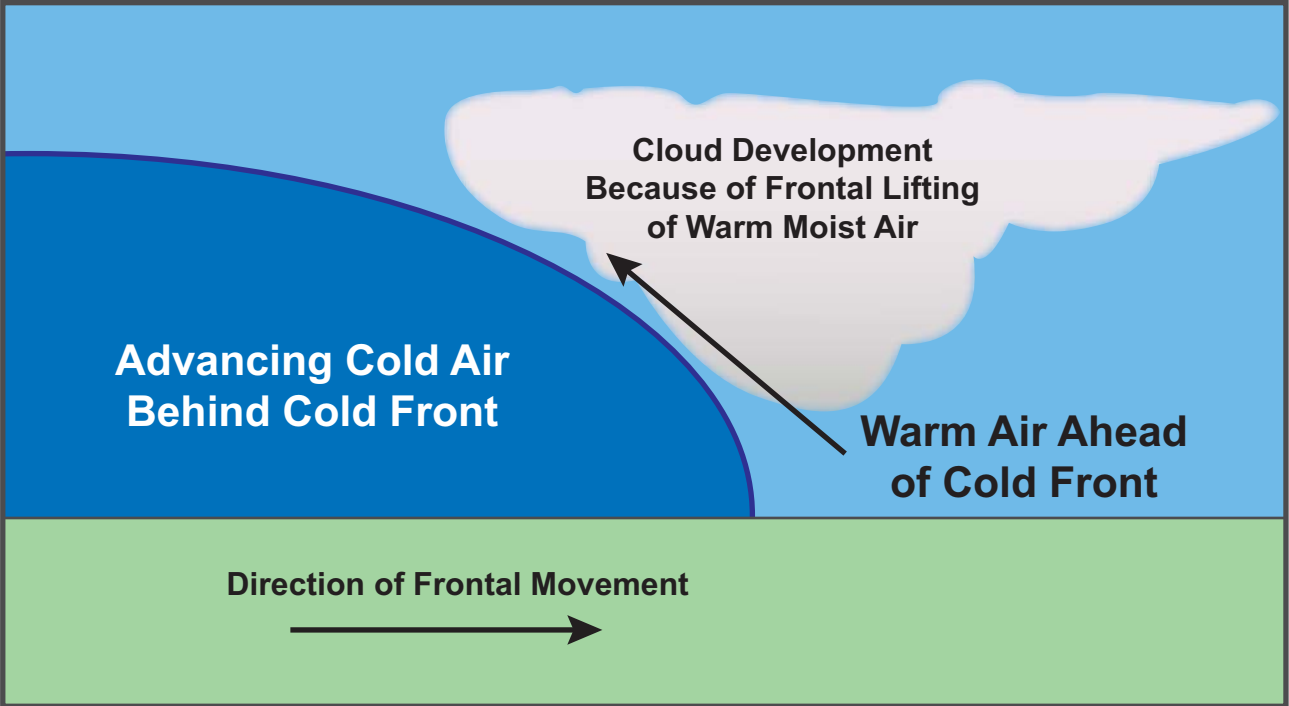 Cloud Development
Because of Frontal Lifting
of Warm Moist Air
Advancing Cold Air
Behind Cold Front
Warm Air Ahead
of Cold Front
Direction of Frontal Movement